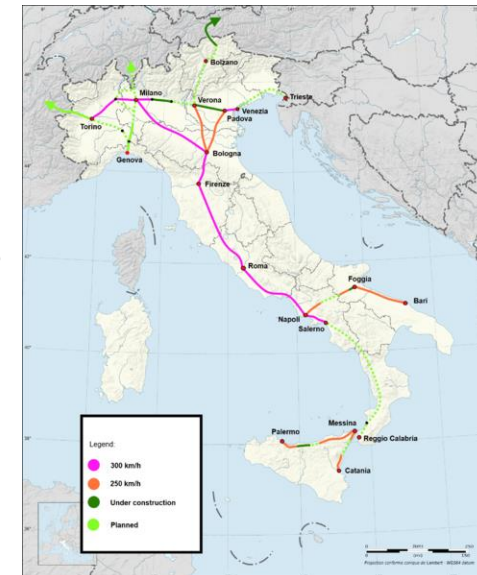 Bolzano
Milano
Verona
Trieste
Venezia
Padova
Torino
Bologna
Genova
Firenze
Roma
Foggia
Bari
Napoli
Salerno
Messina
Palermo
Reggio Calabria
Catania
Legend:
300 km/h
250 km/h
Under construction
Planned